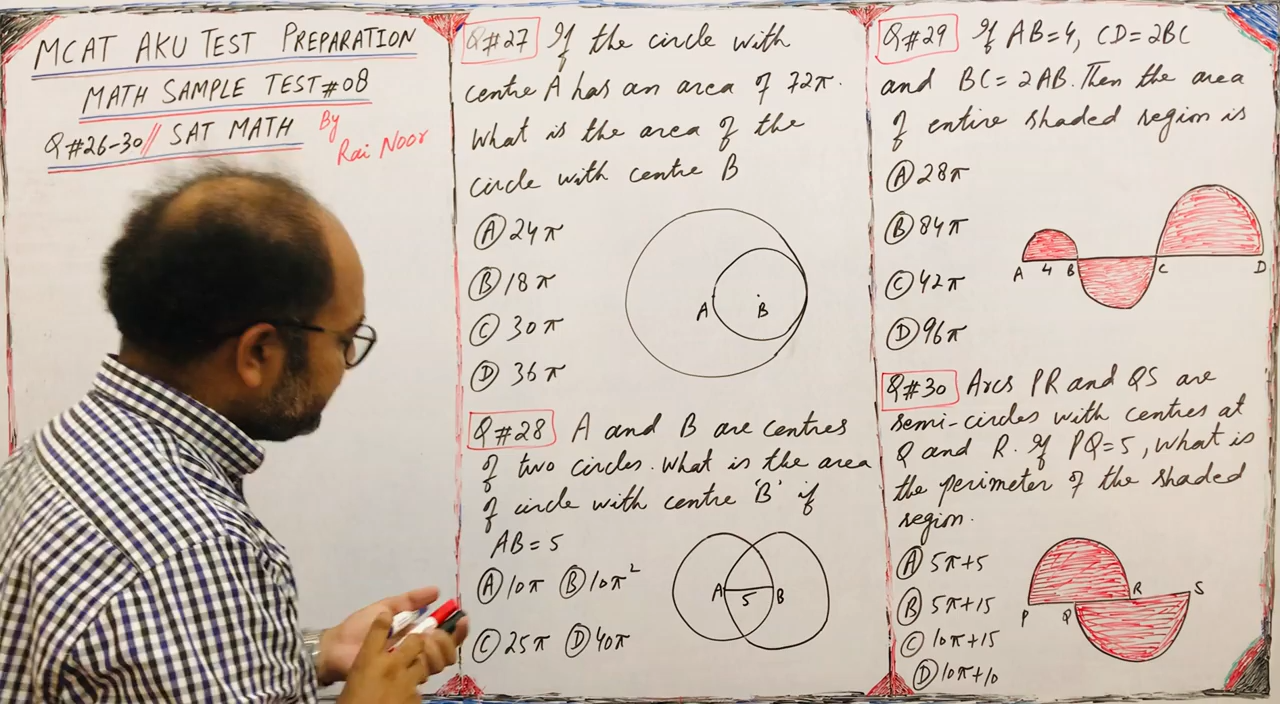 MCAT AKU TEST PREPARATION
MATH SAMPLE TEST #08
Q#26-30// SAT MATH
By
Rai Noor
Q#27 If the circle with
centre A has an area of 72π.
What is the area of the
circle with centre B
A 24π
B 18π
C 30π
D 36π
A
B
Q#28 A and B are centres
of two circles. What is the area
of circle with centre 'B' if
AB=5
A 10π B 10π²
C 25π D 40π
A 5 B
Q#29 If AB=4, CD=2BC
and BC=2AB. Then the area
of entire shaded region is
A 28π
B 84π
C 42π
D 96π
A 4 B C D
Q#30 Arcs PR and QS are
semi-circles with centres at
Q and R. If PQ=5, What is
the perimeter of the shaded
region.
A 5π+5
B 5π+15
C 10π+15
D 10π+10
P Q R S